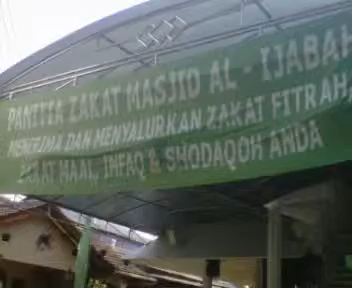 PANITIA ZAKAT MASJID AL - IJABAH
MENERIMA DAN MENYALURKAN ZAKAT FITRAH,
ZAKAT MAAL, INFAQ & SHODAQOH ANDA